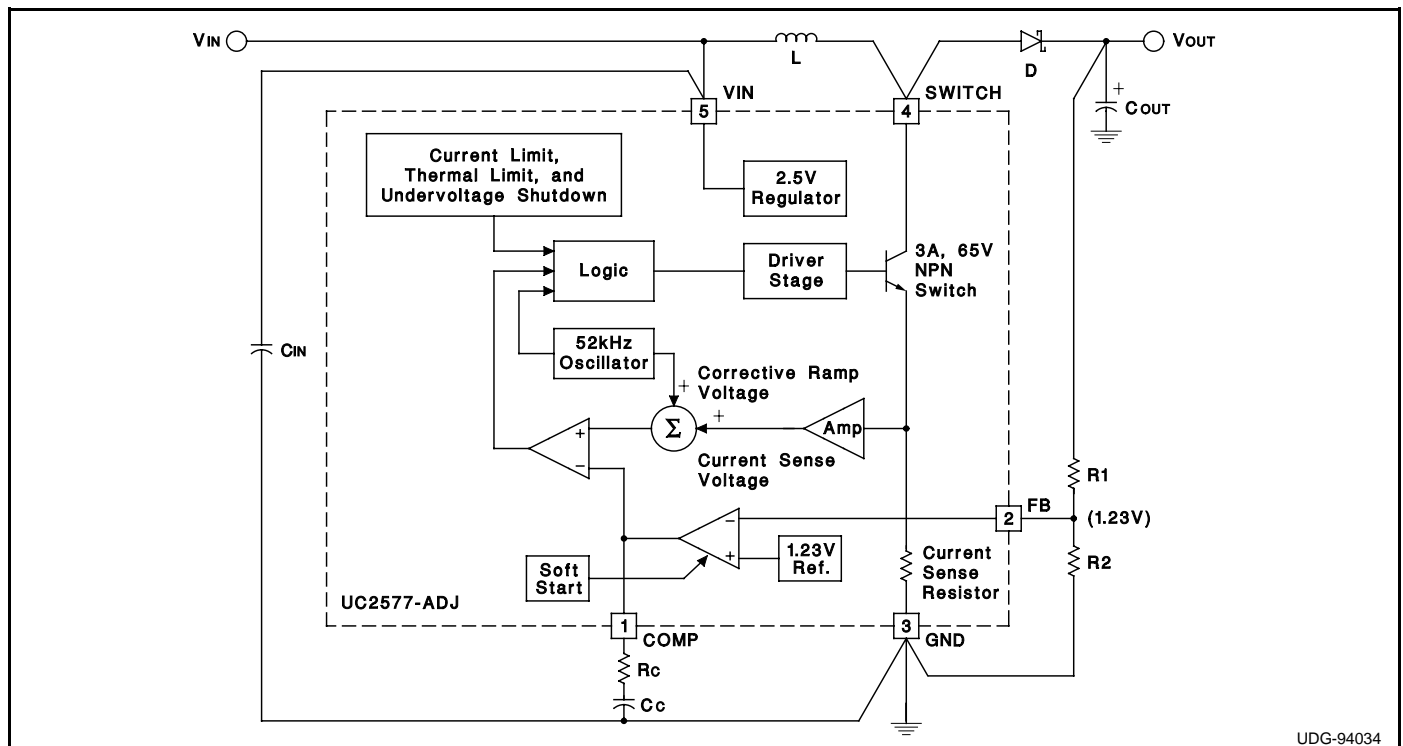 VIN
L
D
VOUT
VIN
5
4
SWITCH
+
COUT
Current Limit,
Thermal Limit, and
Undervoltage Shutdown
2.5V
Regulator
Logic
Driver
Stage
3A, 65V
NPN
Switch
CIN
52kHz
Oscillator
+
Corrective Ramp
Voltage
+
Σ
Amp
+
−
Current Sense
Voltage
R1
FB
2
(1.23V)
−
+
1.23V
Ref.
Soft
Start
Current
Sense
Resistor
R2
UC2577-ADJ
1
COMP
3
GND
Rc
Cc
UDG-94034